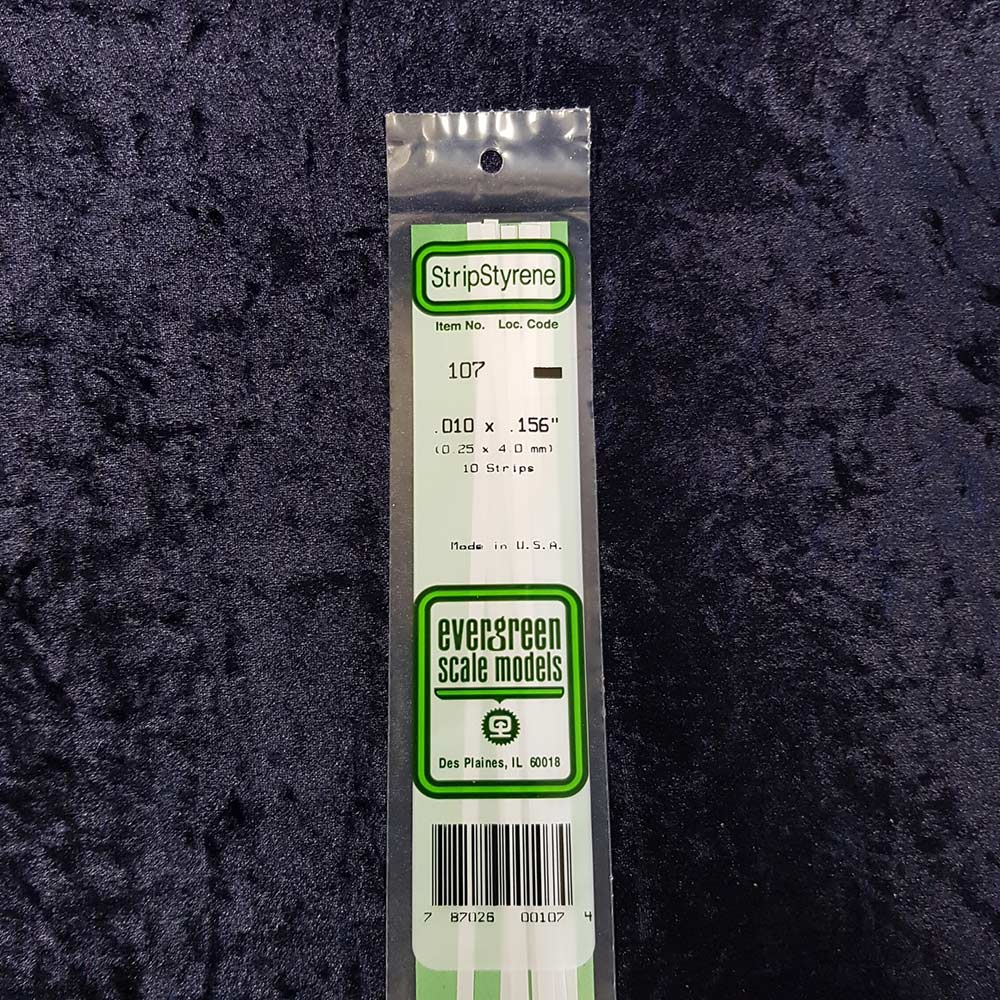 StripStyrene
Item No. Loc. Code
107
.010 x .156"
(0.25 x 4.0 mm)
10 Strips
Made in U.S.A.
evergreen
scale models
Des Plaines, IL 60018
7 87026 00107 4